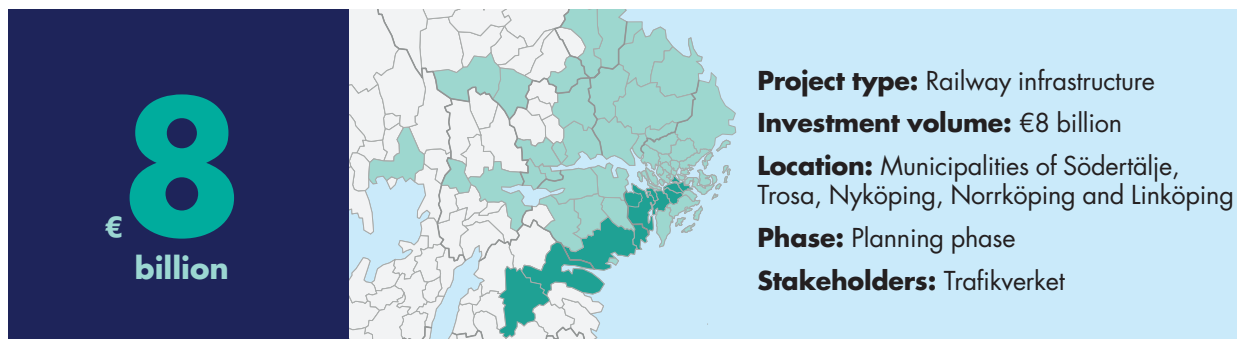 € 8
billion
Project type: Railway infrastructure
Investment volume: €8 billion
Location: Municipalities of Södertälje,
Trosa, Nyköping, Norrköping and Linköping
Phase: Planning phase
Stakeholders: Trafikverket